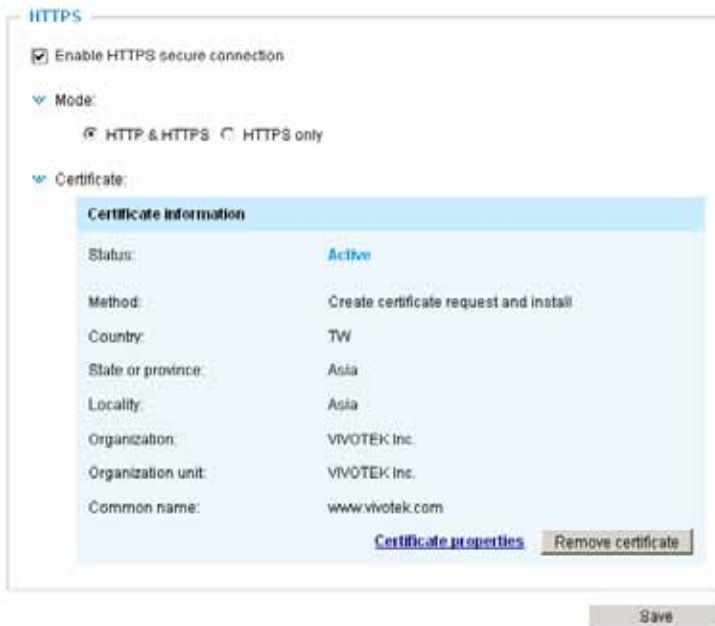 HTTPS
Enable HTTPS secure connection
Mode:
HTTP & HTTPS HTTPS only
Certificate:
Certificate information
Status: Active
Method: Create certificate request and install
Country: TW
State or province: Asia
Locality: Asia
Organization: VIVOTEK Inc.
Organization unit: VIVOTEK Inc.
Common name: www.vivotek.com
Certificate properties Remove certificate
Save